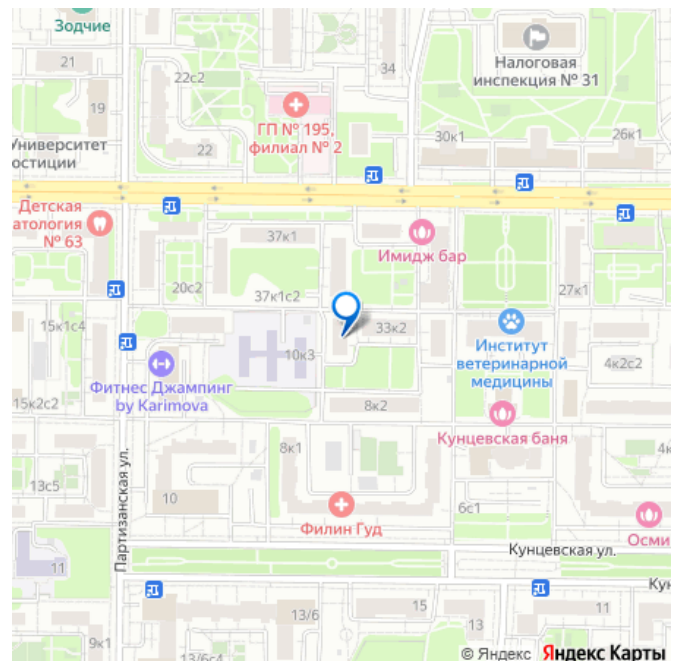 Зодчие
21
22с2
34
Налоговая
инспекция № 31
19
ГП № 195,
филиал № 2
30к1
26к1
Университет
юстиции
22
Детская
атология
№ 63
37к1
Имидж бар
20с2
37к1с2
27к1
15к1с4
33к2
Институт
ветеринарной
медицины
10к3
4к2с2
Фитнес Джампинг
by Karimova
15к2с2
8к2
Кунцевская баня
8к1
4к
13с5
10
6с1
Филин Гуд
Осми
Партизанская ул.
Кунцевская ул.
11
Кун
13/6
15
11
13
9к1
13/6с4
© Яндекс Яндекс Карты